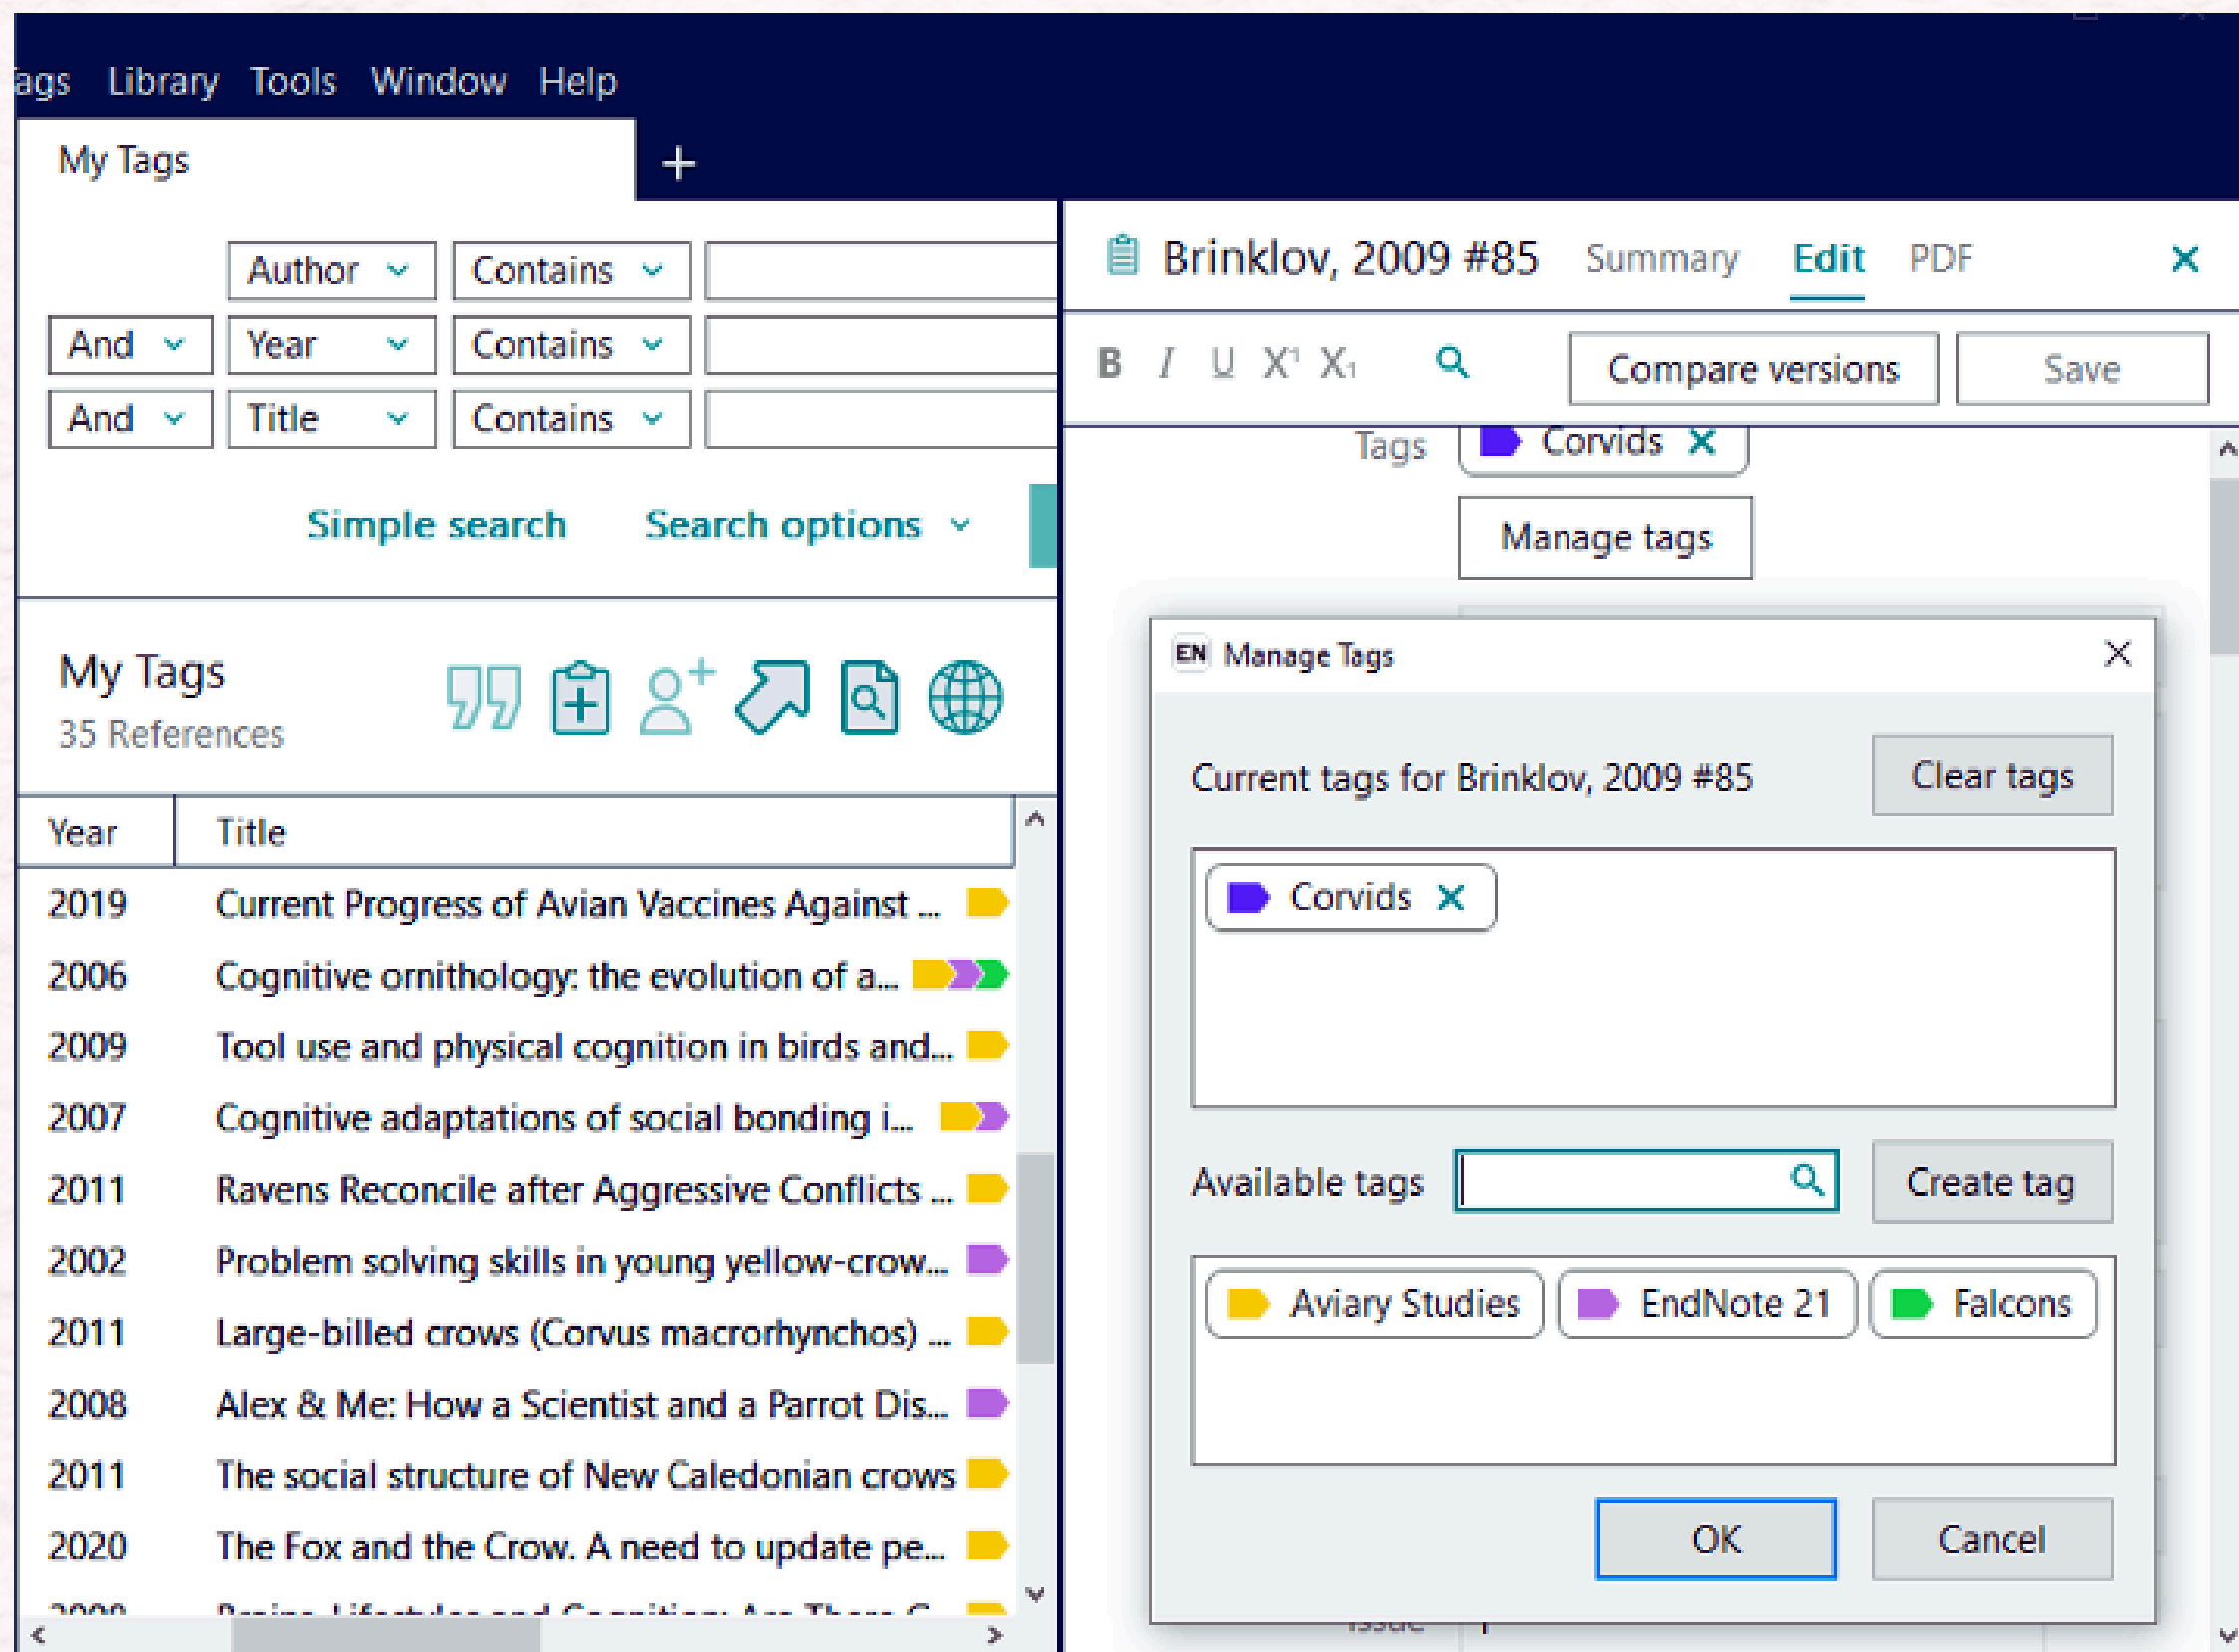 ags Library Tools Window Help
My Tags +
Author Contains
And Year Contains
And Title Contains
Simple search Search options
My Tags
35 References
Year Title
2019 Current Progress of Avian Vaccines Against ...
2006 Cognitive ornithology: the evolution of a...
2009 Tool use and physical cognition in birds and...
2007 Cognitive adaptations of social bonding i...
2011 Ravens Reconcile after Aggressive Conflicts ...
2002 Problem solving skills in young yellow-crow...
2011 Large-billed crows (Corvus macrorhynchos) ...
2008 Alex & Me: How a Scientist and a Parrot Dis...
2011 The social structure of New Caledonian crows
2020 The Fox and the Crow. A need to update pe...
Brinklov, 2009 #85 Summary Edit PDF
B I U X¹ X₁ Compare versions Save
Tags Corvids
Manage tags
EN Manage Tags
Current tags for Brinklov, 2009 #85 Clear tags
Corvids
Available tags Create tag
Aviary Studies EndNote 21 Falcons
OK Cancel